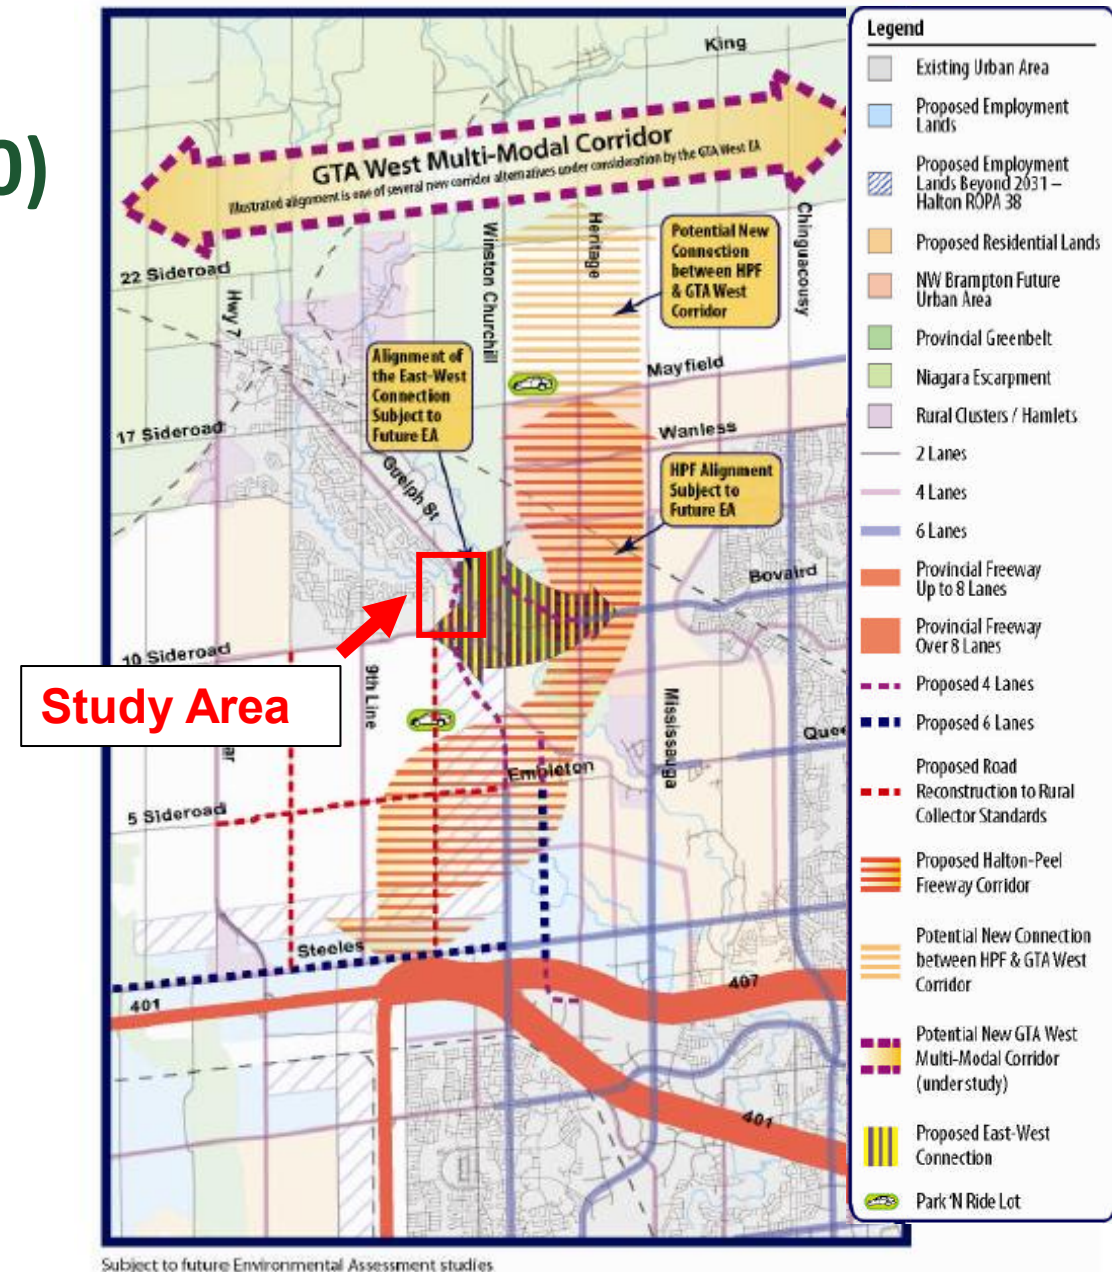 0)
King
GTA West Multi-Modal Corridor
Illustrated alignment is one of several new corridor alternatives under consideration by the GTA West EA
22 Sideroad
Hwy 7
Winston Churchill
Heritage
Chinguacousy
Potential New
Connection
between HPF
& GTA West
Corridor
Alignment of
the East-West
Connection
Subject to
Future EA
Mayfield
17 Sideroad
Wanless
Guelph St
HPF Alignment
Subject to
Future EA
Bovaird
10 Sideroad
Study Area
9th Line
Mississauga
Embleton
5 Sideroad
Steeles
401
407
401
Subject to future Environmental Assessment studies
Legend
Existing Urban Area
Proposed Employment
Lands
Proposed Employment
Lands Beyond 2031 –
Halton ROPA 38
Proposed Residential Lands
NW Brampton Future
Urban Area
Provincial Greenbelt
Niagara Escarpment
Rural Clusters / Hamlets
2 Lanes
4 Lanes
6 Lanes
Provincial Freeway
Up to 8 Lanes
Provincial Freeway
Over 8 Lanes
Proposed 4 Lanes
Proposed 6 Lanes
Proposed Road
Reconstruction to Rural
Collector Standards
Proposed Halton-Peel
Freeway Corridor
Potential New Connection
between HPF & GTA West
Corridor
Potential New GTA West
Multi-Modal Corridor
(under study)
Proposed East-West
Connection
Park 'N Ride Lot